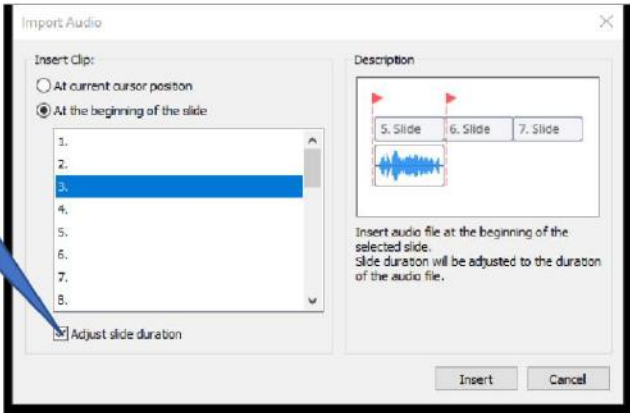 Import Audio
Insert Clip:
At current cursor position
At the beginning of the slide
1.
2.
3.
4.
5.
6.
7.
8.
Adjust slide duration
Description
5. Slide
6. Slide
7. Slide
Insert audio file at the beginning of the
selected slide.
Slide duration will be adjusted to the duration
of the audio file.
Insert
Cancel